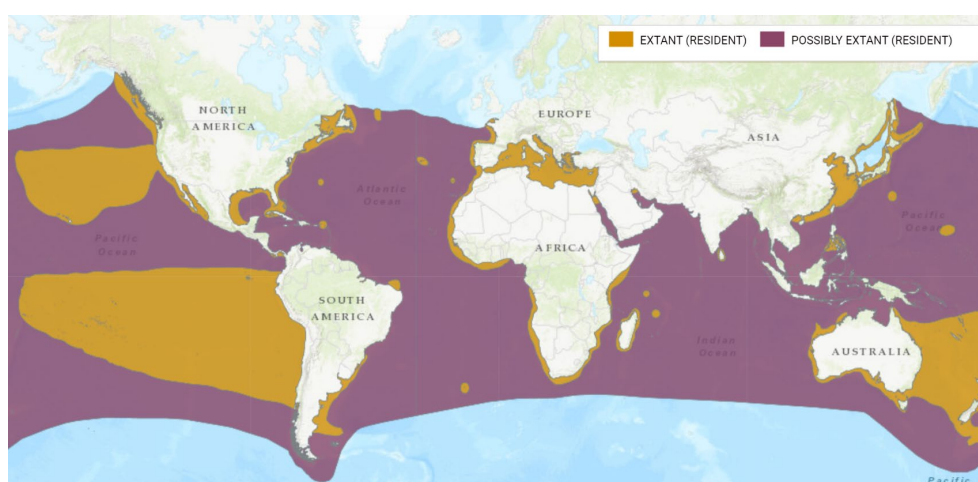 EXTANT (RESIDENT)
POSSIBLY EXTANT (RESIDENT)
NORTH
AMERICA
EUROPE
ASIA
Atlantic
Ocean
Pacific
Ocean
Pacific
Ocean
AFRICA
SOUTH
AMERICA
Indian
Ocean
AUSTRALIA
Pacific